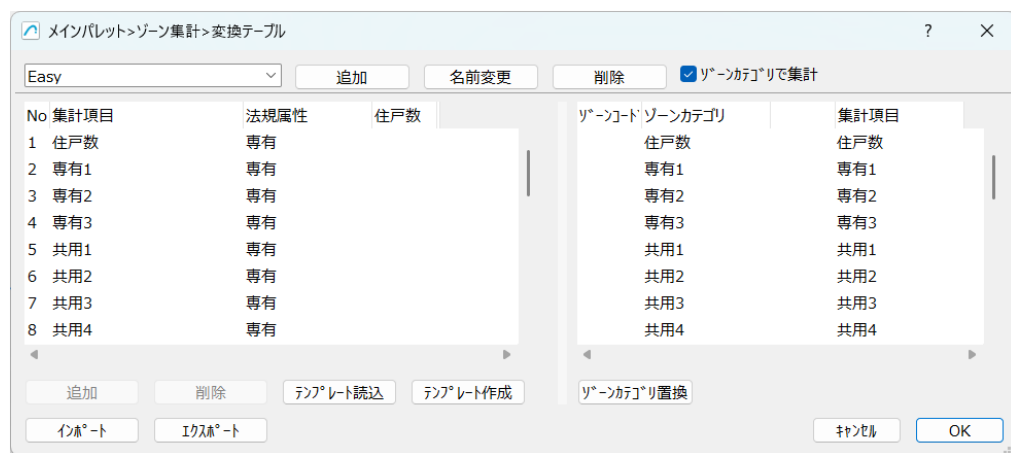 メインパレット>ゾーン集計>変換テーブル ? ×
Easy 追加 名前変更 削除 ｿﾞｰﾝｶﾃｺﾞﾘで集計
No 集計項目 法規属性 住戸数 ｿﾞｰﾝｺｰﾄﾞ ゾーンカテゴリ 集計項目
1 住戸数 専有 住戸数 住戸数
2 専有1 専有 専有1 専有1
3 専有2 専有 専有2 専有2
4 専有3 専有 専有3 専有3
5 共用1 専有 共用1 共用1
6 共用2 専有 共用2 共用2
7 共用3 専有 共用3 共用3
8 共用4 専有 共用4 共用4
追加 削除 ﾃﾝﾌﾟﾚｰﾄ読込 ﾃﾝﾌﾟﾚｰﾄ作成 ｿﾞｰﾝｶﾃｺﾞﾘ置換
ｲﾝﾎﾟｰﾄ ｴｸｽﾎﾟｰﾄ ｷｬﾝｾﾙ OK